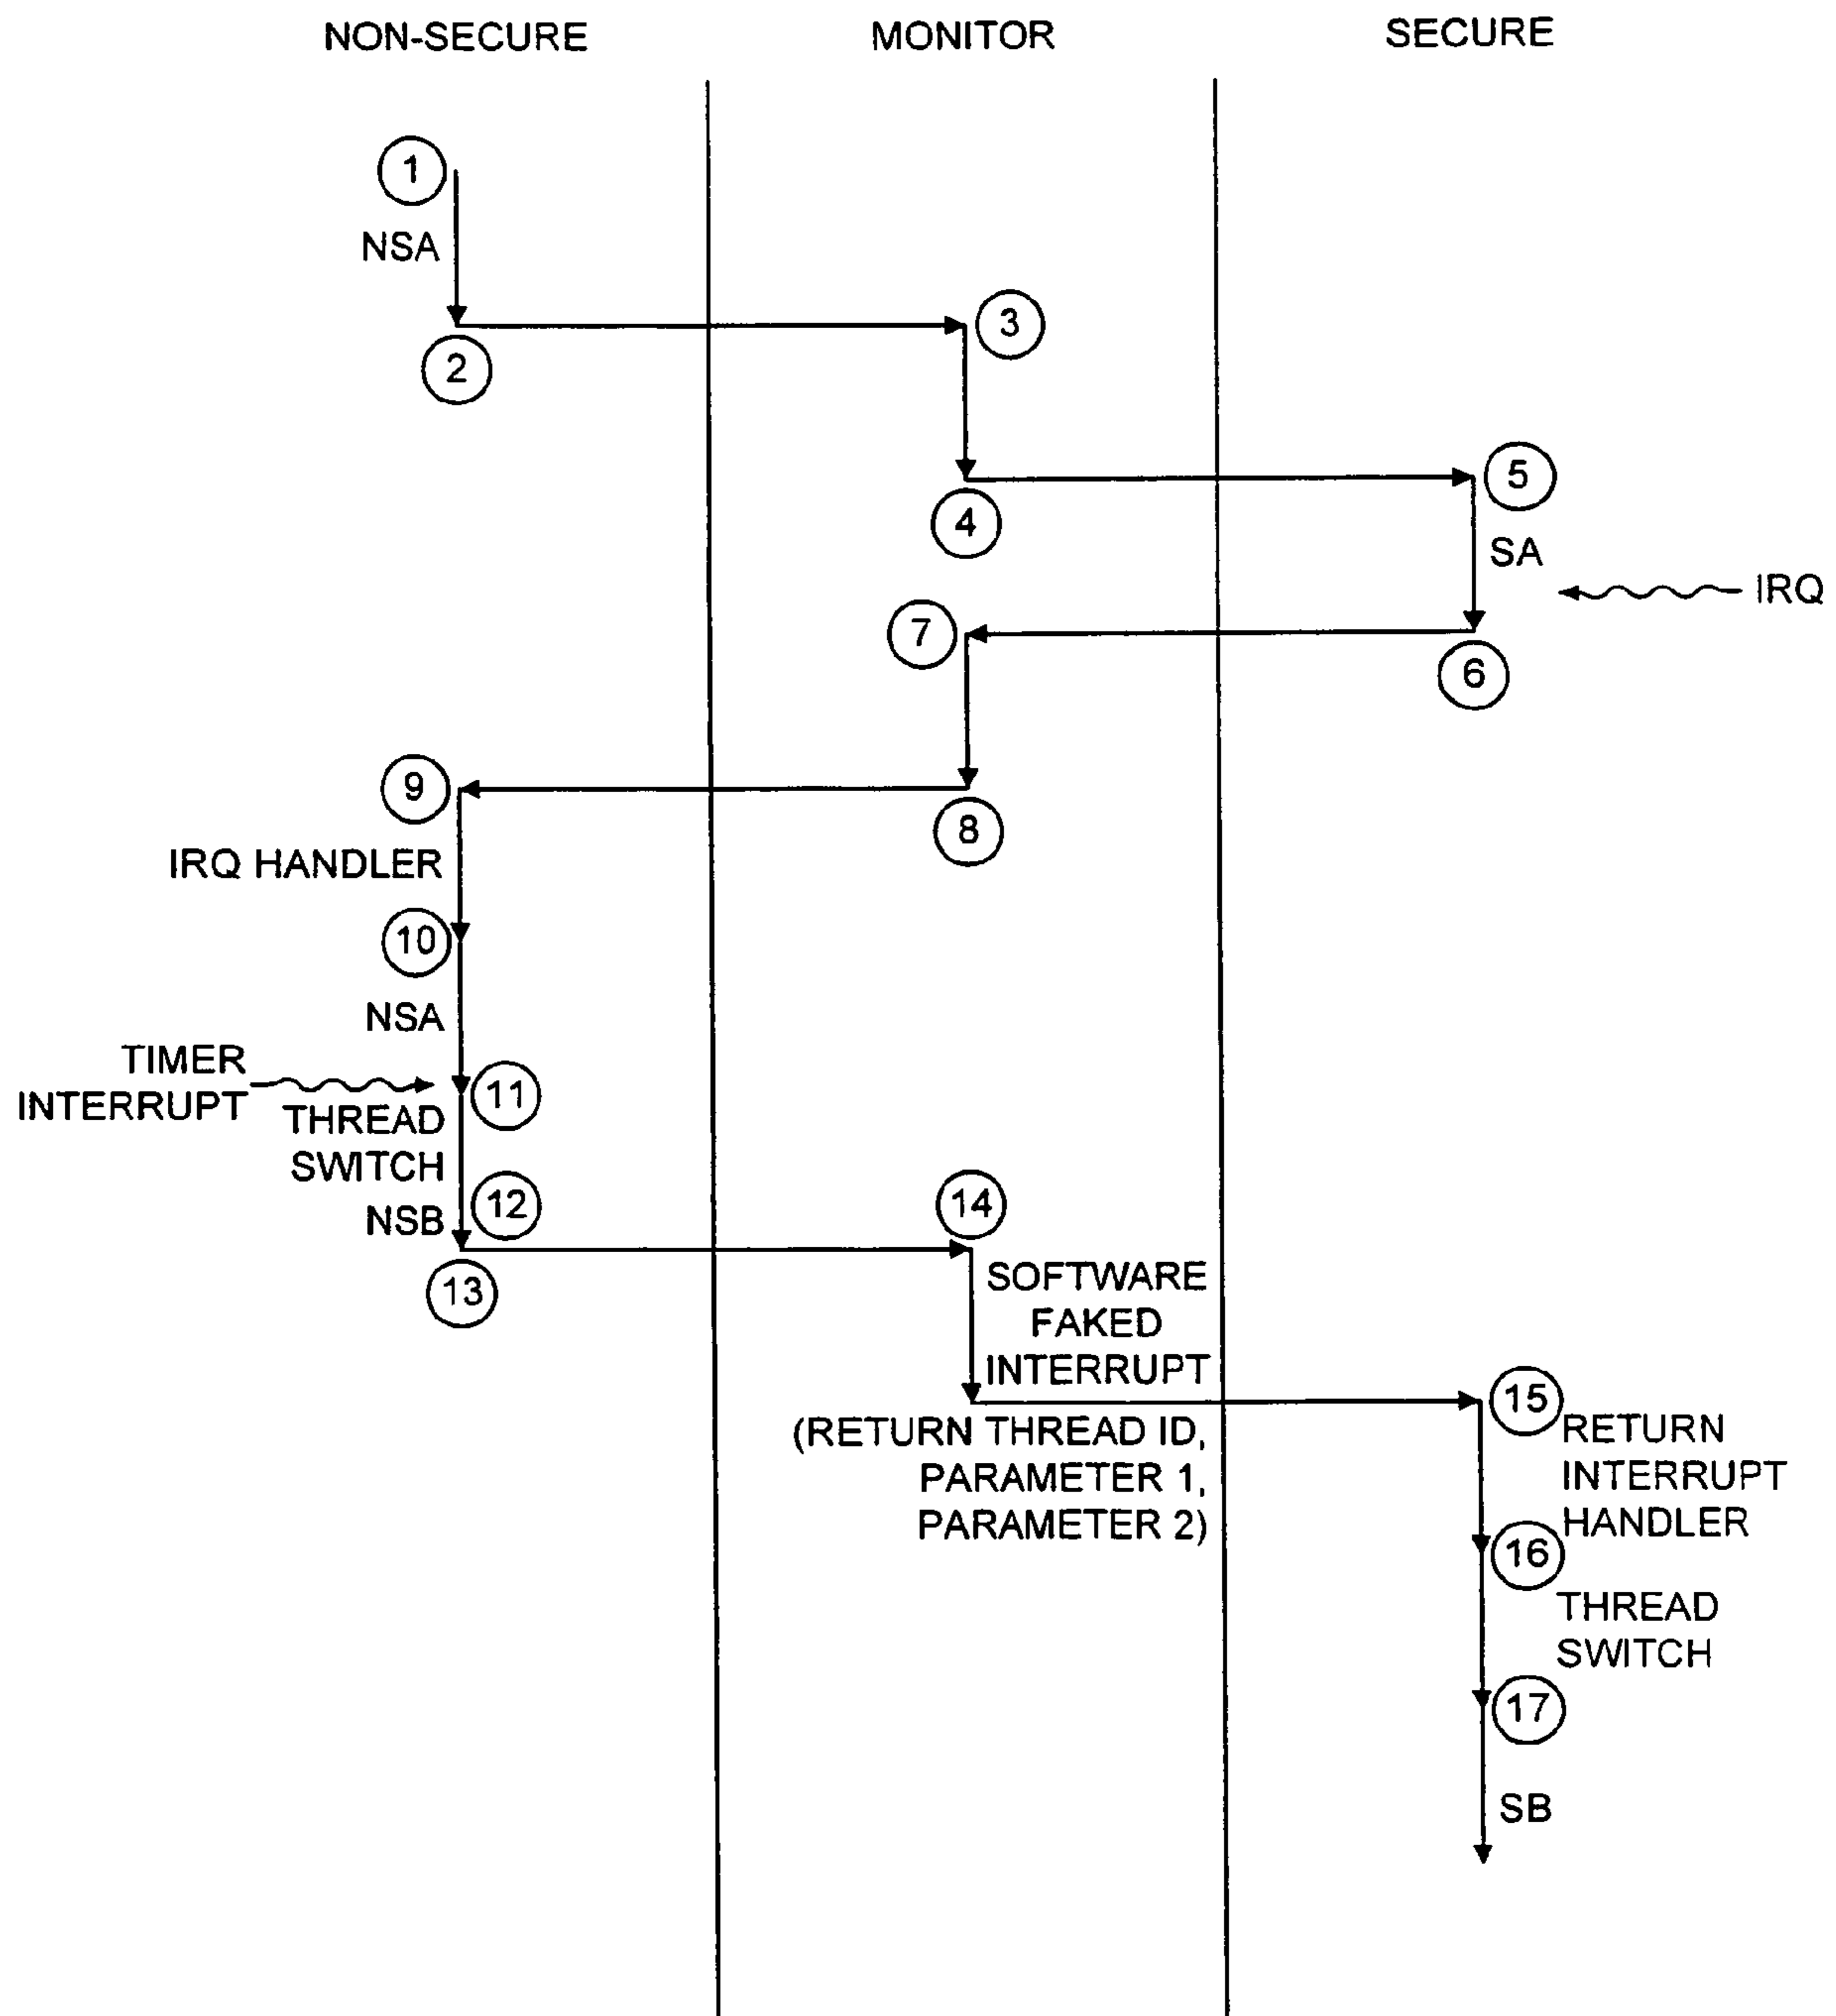 NON-SECURE
MONITOR
SECURE
1
NSA
2
3
4
5
SA
IRQ
6
7
8
9
IRQ HANDLER
10
NSA
TIMER
INTERRUPT
11
THREAD
SWITCH
12
NSB
13
14
SOFTWARE
FAKED
INTERRUPT
(RETURN THREAD ID,
PARAMETER 1,
PARAMETER 2)
15
RETURN
INTERRUPT
HANDLER
16
THREAD
SWITCH
17
SB